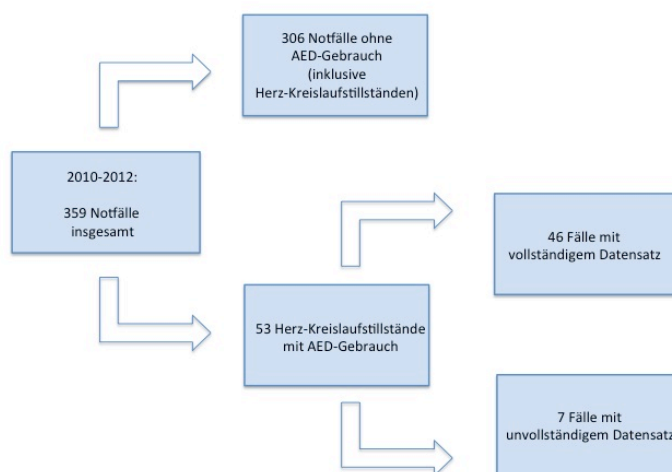 306 Notfälle ohne
AED-Gebrauch
(inklusive
Herz-Kreislaufstillständen)
2010-2012:
359 Notfälle
insgesamt
46 Fälle mit
vollständigem Datensatz
53 Herz-Kreislaufstillstände
mit AED-Gebrauch
7 Fälle mit
unvollständigem Datensatz